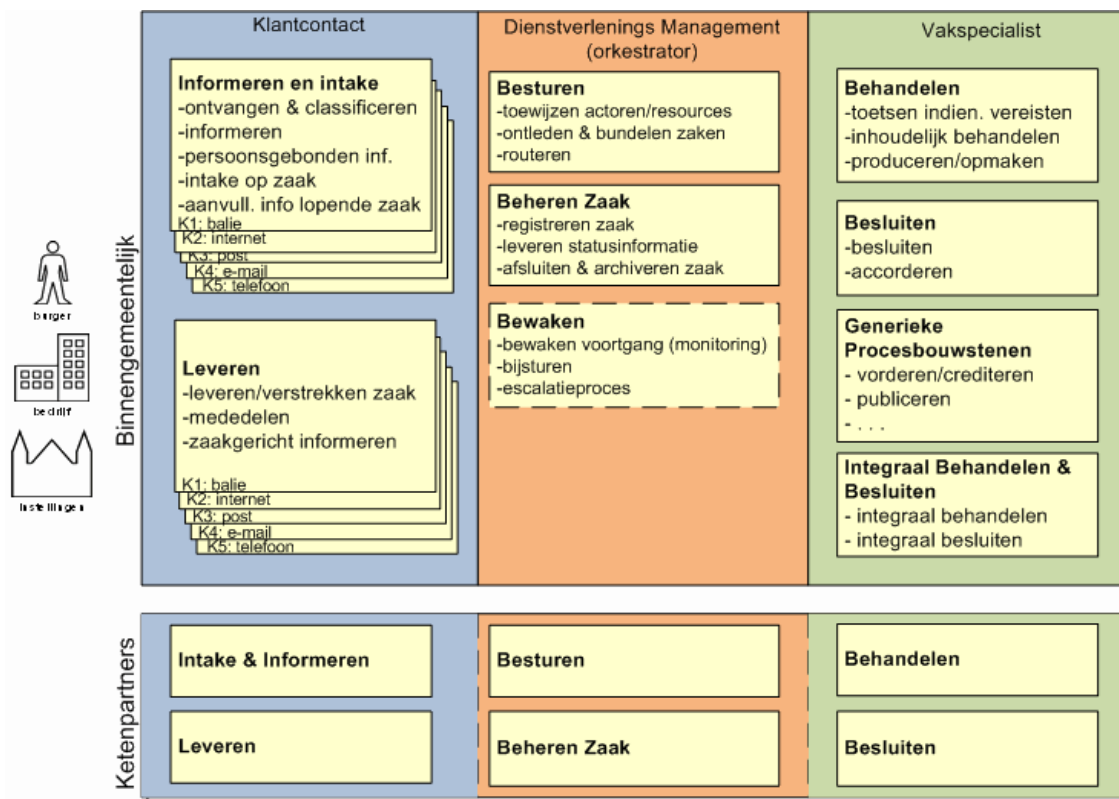 Klantcontact
Dienstverlenings Management
(orkestrator)
Vakspecialist
Binnengemeentelijk
burger
bedrijf
instellingen
Informeren en intake
-ontvangen & classificeren
-informeren
-persoonsgebonden inf.
-intake op zaak
-aanvull. info lopende zaak
K1: balie
K2: internet
K3: post
K4: e-mail
K5: telefoon
Leveren
-leveren/verstrekken zaak
-mededelen
-zaakgericht informeren
K1: balie
K2: internet
K3: post
K4: e-mail
K5: telefoon
Besturen
-toewijzen actoren/resources
-ontleden & bundelen zaken
-routeren
Beheren Zaak
-registreren zaak
-leveren statusinformatie
-afsluiten & archiveren zaak
Bewaken
-bewaken voortgang (monitoring)
-bijsturen
-escalatieproces
Behandelen
-toetsen indien. vereisten
-inhoudelijk behandelen
-produceren/opmaken
Besluiten
-besluiten
-accorderen
Generieke
Procesbouwstenen
- vorderen/crediteren
- publiceren
- . . .
Integraal Behandelen &
Besluiten
- integraal behandelen
- integraal besluiten
Ketenpartners
Intake & Informeren
Besturen
Behandelen
Leveren
Beheren Zaak
Besluiten